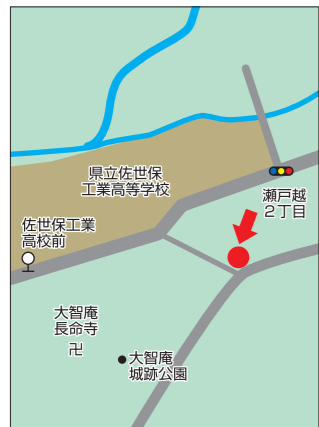 県立佐世保
工業高等学校
瀬戸越
2丁目
佐世保工業
高校前
大智庵
長命寺
卍
大智庵
城跡公園